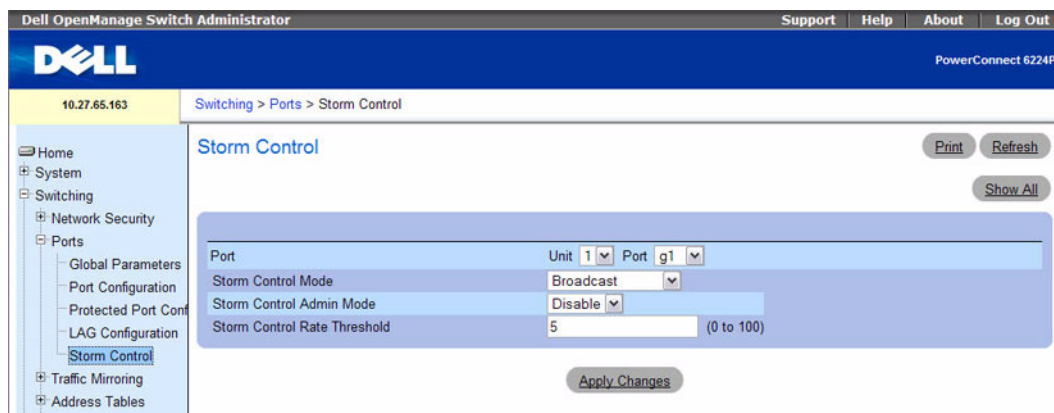 Dell OpenManage Switch Administrator
Support Help About Log Out
DELL
PowerConnect 6224P
10.27.65.163
Switching > Ports > Storm Control
Home
System
Switching
Network Security
Ports
Global Parameters
Port Configuration
Protected Port Conf
LAG Configuration
Storm Control
Traffic Mirroring
Address Tables
Storm Control
Print Refresh
Show All
Port Unit 1 Port g1
Storm Control Mode Broadcast
Storm Control Admin Mode Disable
Storm Control Rate Threshold 5 (0 to 100)
Apply Changes